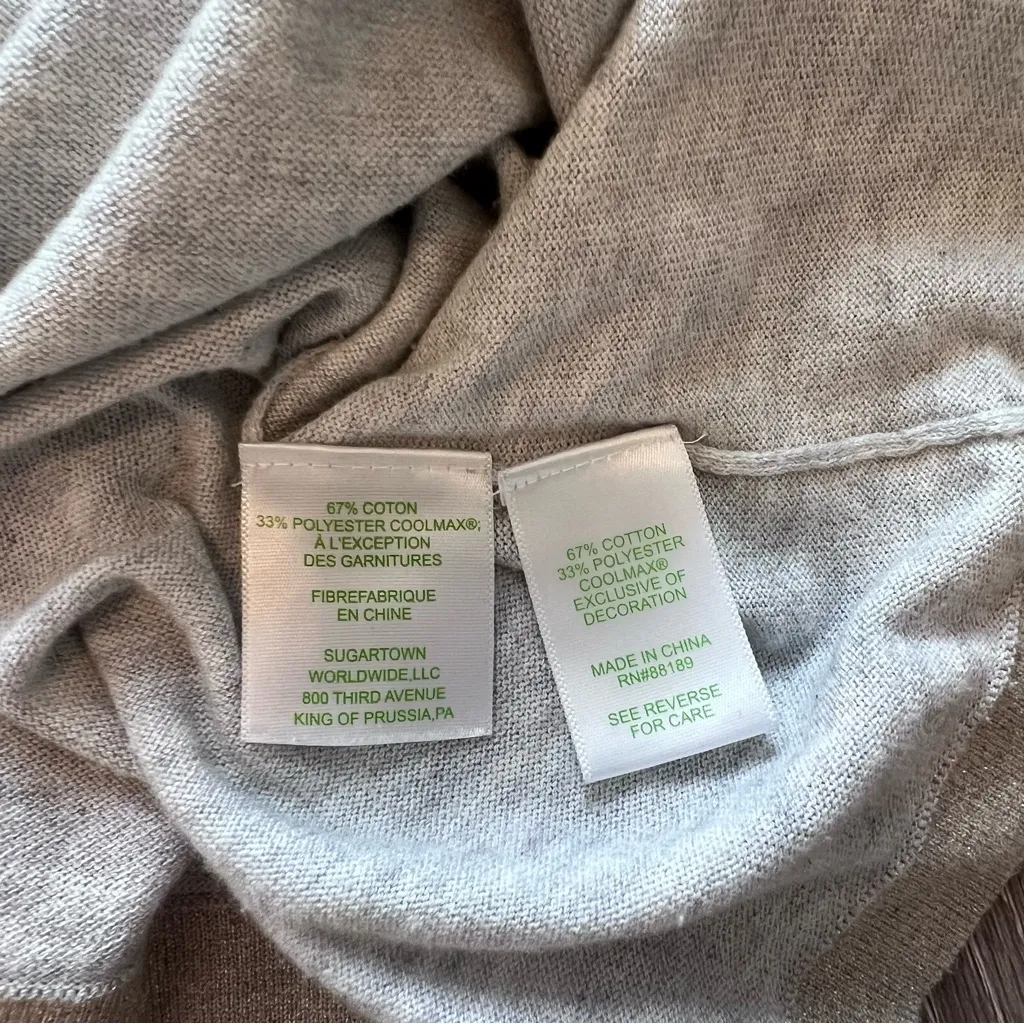 67% COTON
33% POLYESTER COOLMAX®;
À L'EXCEPTION
DES GARNITURES
FIBREFABRIQUE
EN CHINE
SUGARTOWN
WORLDWIDE,LLC
800 THIRD AVENUE
KING OF PRUSSIA,PA
67% COTTON
33% POLYESTER
COOLMAX®
EXCLUSIVE OF
DECORATION
MADE IN CHINA
RN#88189
SEE REVERSE
FOR CARE